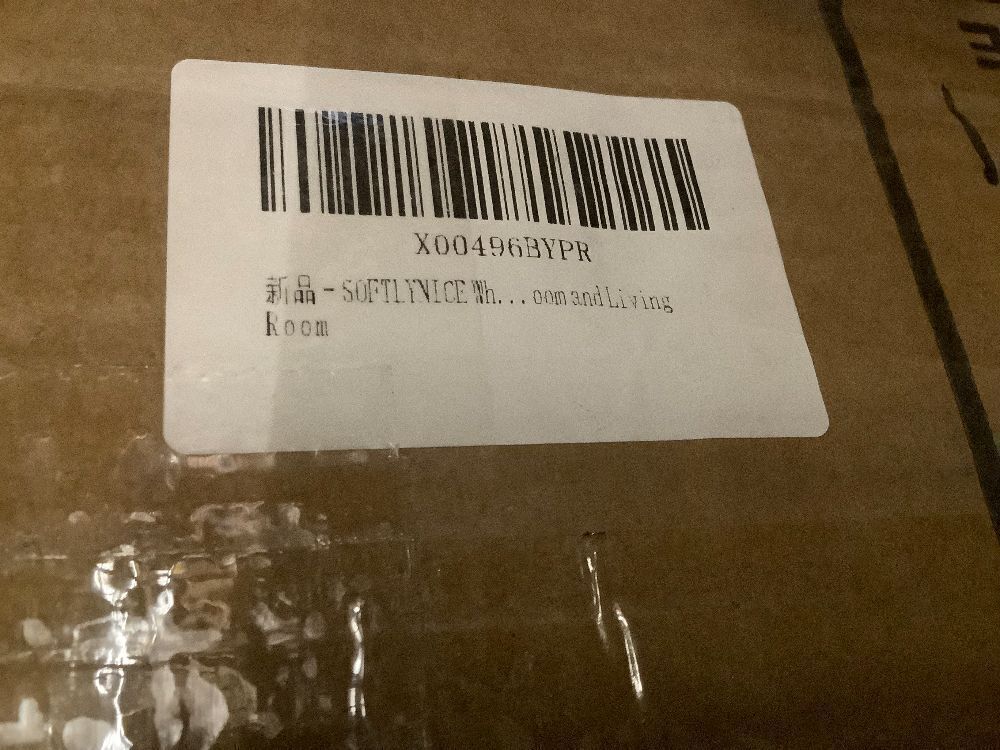 X00496BYPR
新品 - SOFTLYNICE Wh...oom and Living
Room